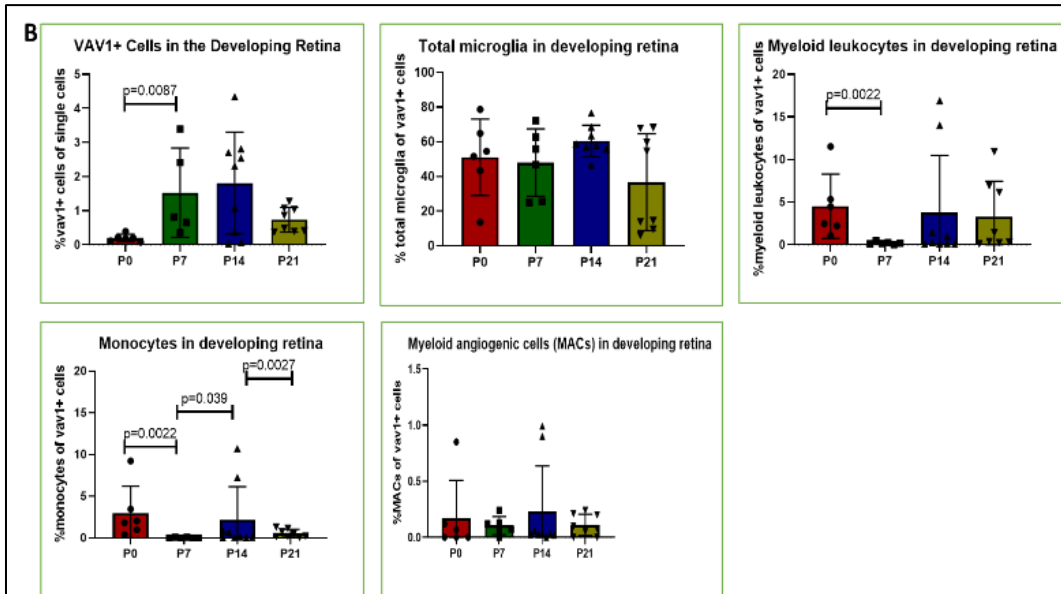 B
VAV1+ Cells in the Developing Retina
%vav1+ cells of single cells
5
4
3
2
1
0
p=0.0087
P0 P7 P14 P21
Total microglia in developing retina
% total microglia of vav1+ cells
100
80
60
40
20
0
P0 P7 P14 P21
Myeloid leukocytes in developing retina
%myeloid leukocytes of vav1+ cells
20
15
10
5
0
p=0.0022
P0 P7 P14 P21
Monocytes in developing retina
%monocytes of vav1+ cells
20
15
10
5
0
p=0.0022
p=0.039
p=0.0027
P0 P7 P14 P21
Myeloid angiogenic cells (MACs) in developing retina
%MACs of vav1+ cells
1.5
1.0
0.5
0.0
P0 P7 P14 P21